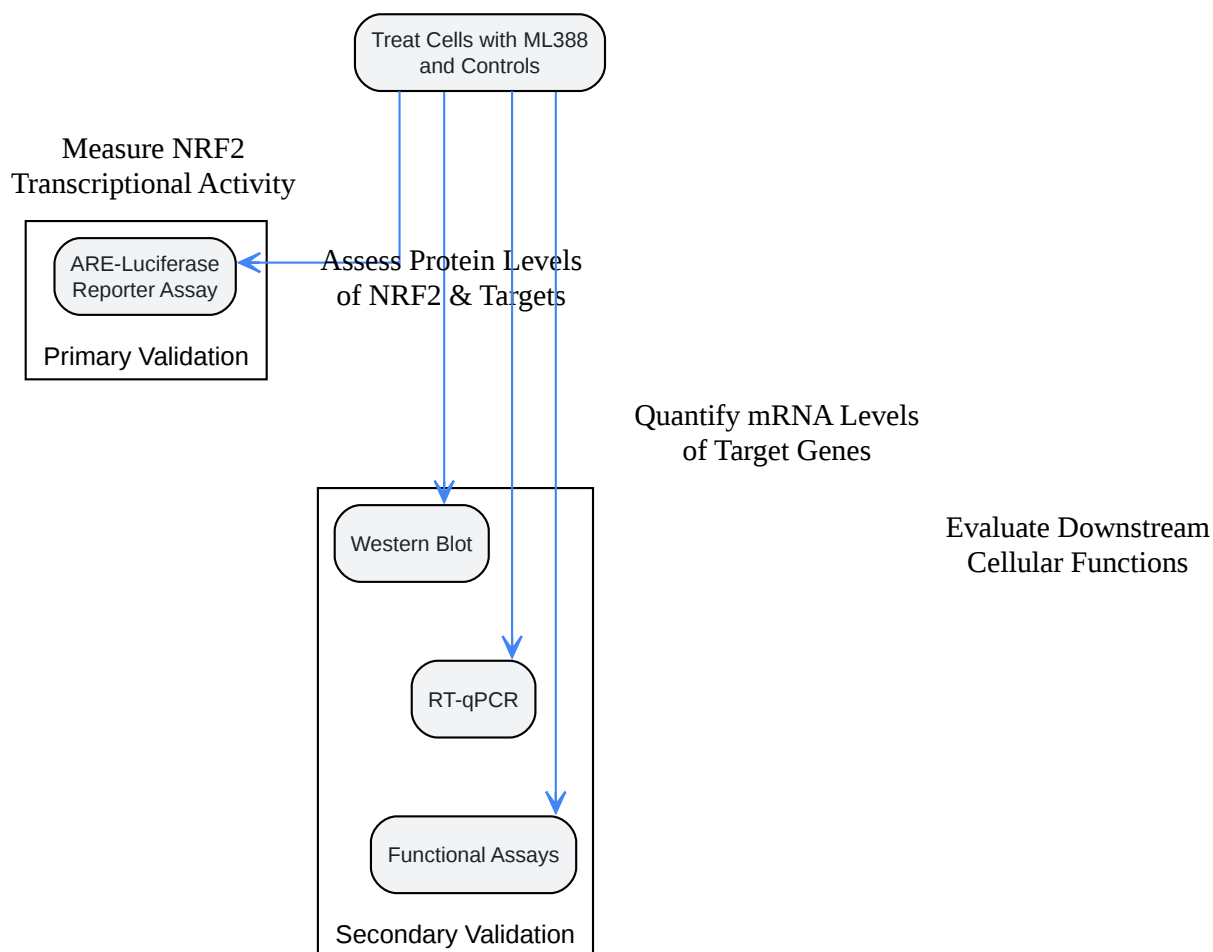 Treat Cells with ML388
and Controls
Measure NRF2
Transcriptional Activity
ARE-Luciferase
Reporter Assay
Primary Validation
Assess Protein Levels
of NRF2 & Targets
Quantify mRNA Levels
of Target Genes
Western Blot
Evaluate Downstream
Cellular Functions
RT-qPCR
Functional Assays
Secondary Validation